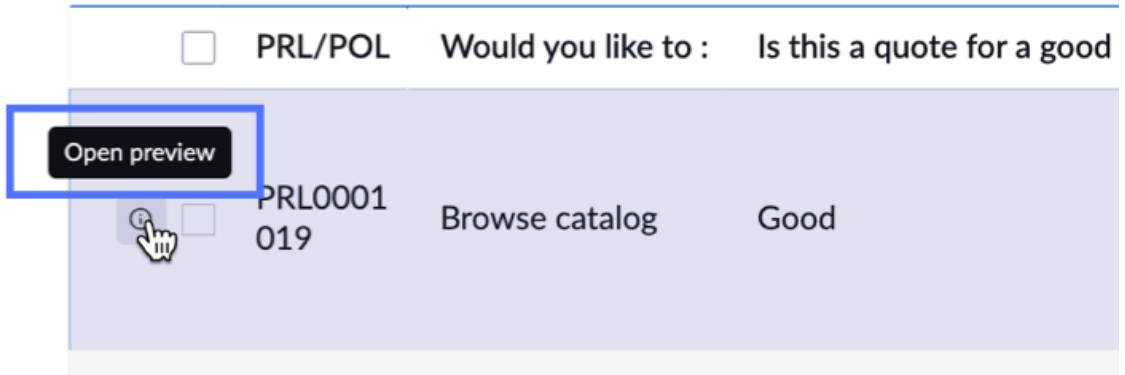 PRL/POL Would you like to : Is this a quote for a good
Open preview
PRL0001
019
Browse catalog
Good